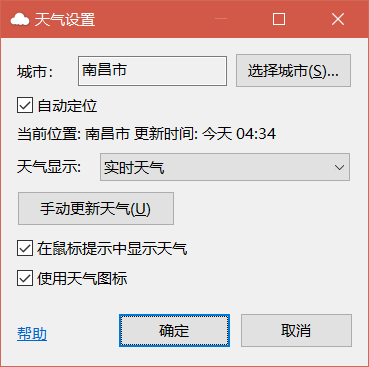 天气设置
城市： 南昌市 选择城市(S)...
自动定位
当前位置: 南昌市 更新时间: 今天 04:34
天气显示: 实时天气
手动更新天气(U)
在鼠标提示中显示天气
使用天气图标
帮助 确定 取消